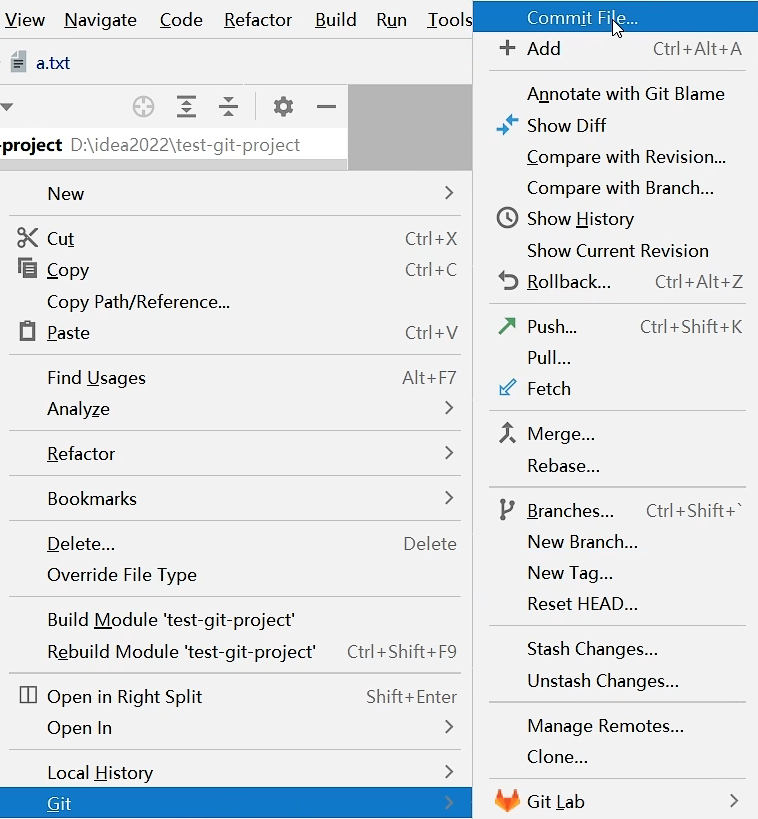 View Navigate Code Refactor Build Run Tools
a.txt
-project D:\idea2022\test-git-project
New
Cut Ctrl+X
Copy Ctrl+C
Copy Path/Reference...
Paste Ctrl+V
Find Usages Alt+F7
Analyze
Refactor
Bookmarks
Delete... Delete
Override File Type
Build Module 'test-git-project'
Rebuild Module 'test-git-project' Ctrl+Shift+F9
Open in Right Split Shift+Enter
Open In
Local History
Git
Commit File...
Add Ctrl+Alt+A
Annotate with Git Blame
Show Diff
Compare with Revision...
Compare with Branch...
Show History
Show Current Revision
Rollback... Ctrl+Alt+Z
Push... Ctrl+Shift+K
Pull...
Fetch
Merge...
Rebase...
Branches... Ctrl+Shift+`
New Branch...
New Tag...
Reset HEAD...
Stash Changes...
Unstash Changes...
Manage Remotes...
Clone...
Git Lab